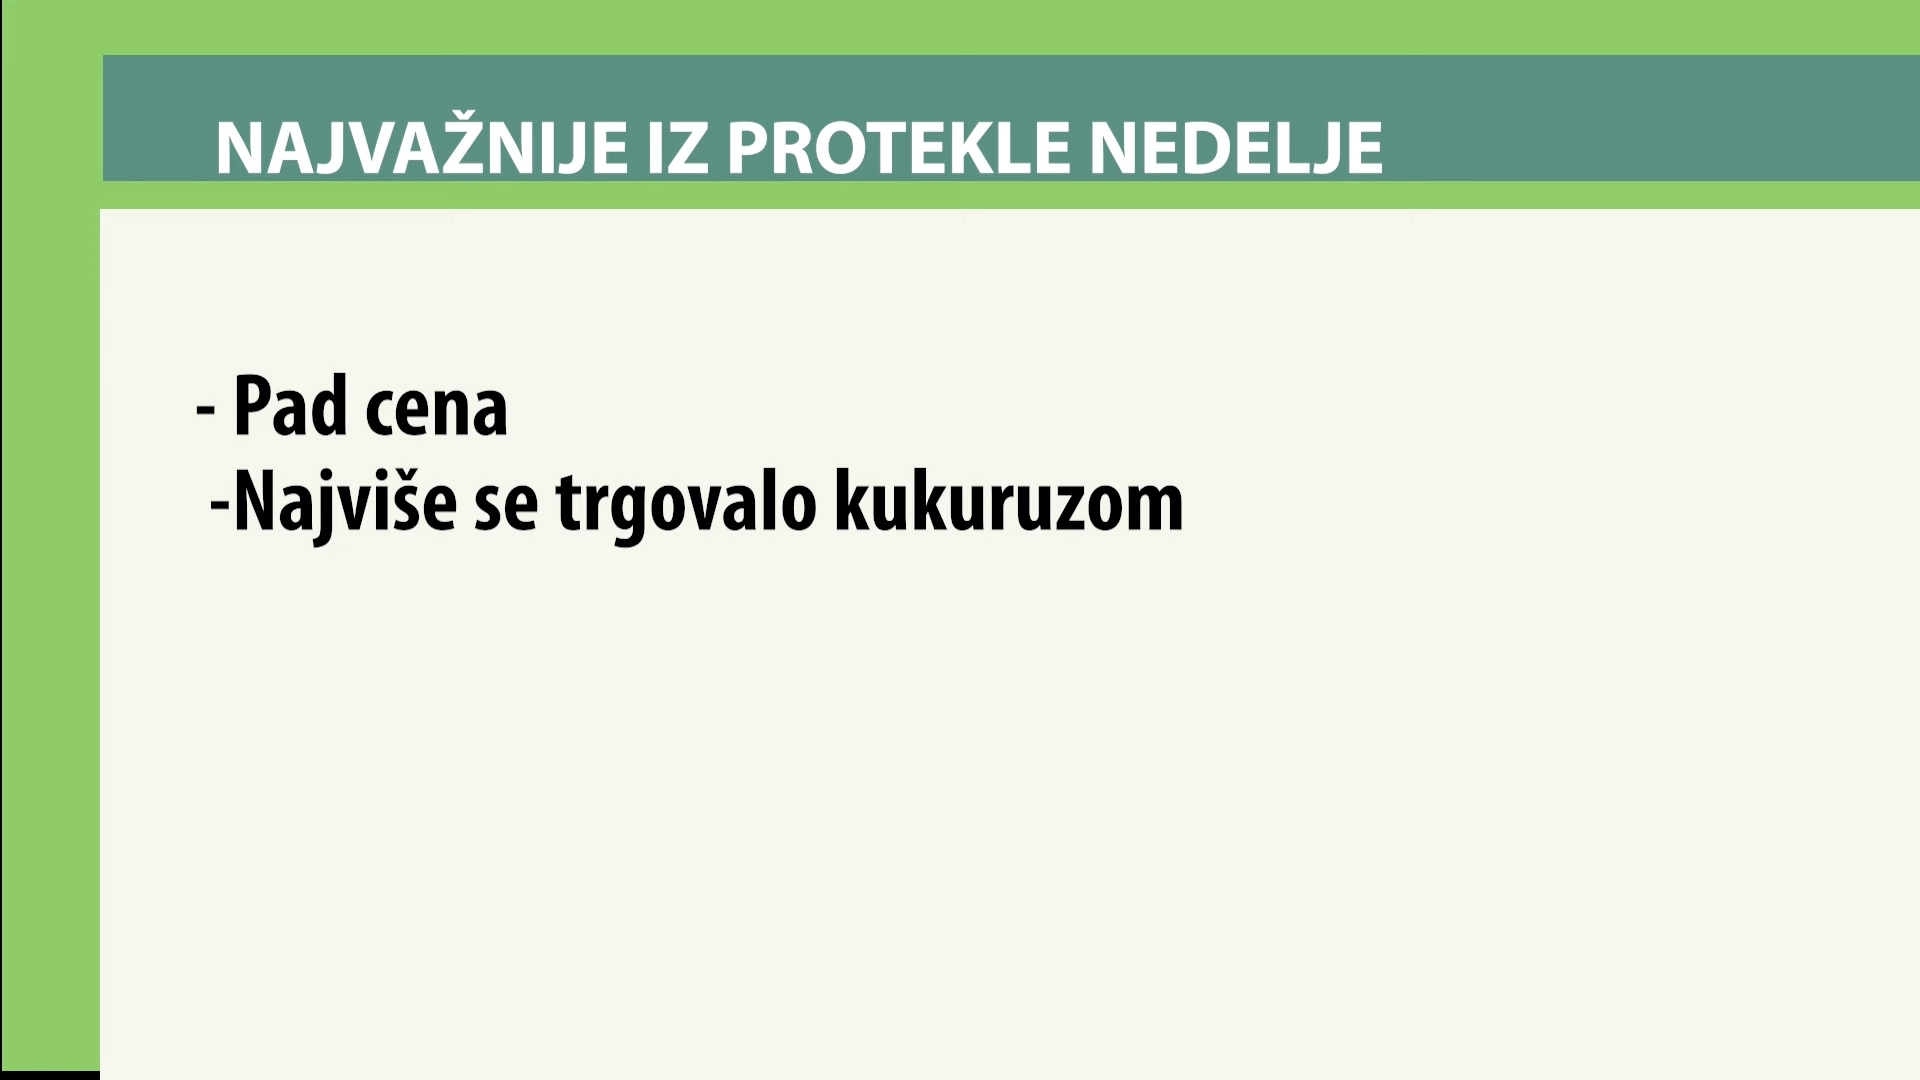 NAJVAŽNIJE IZ PROTEKLE NEDELJE
- Pad cena
-Najviše se trgovalo kukuruzom